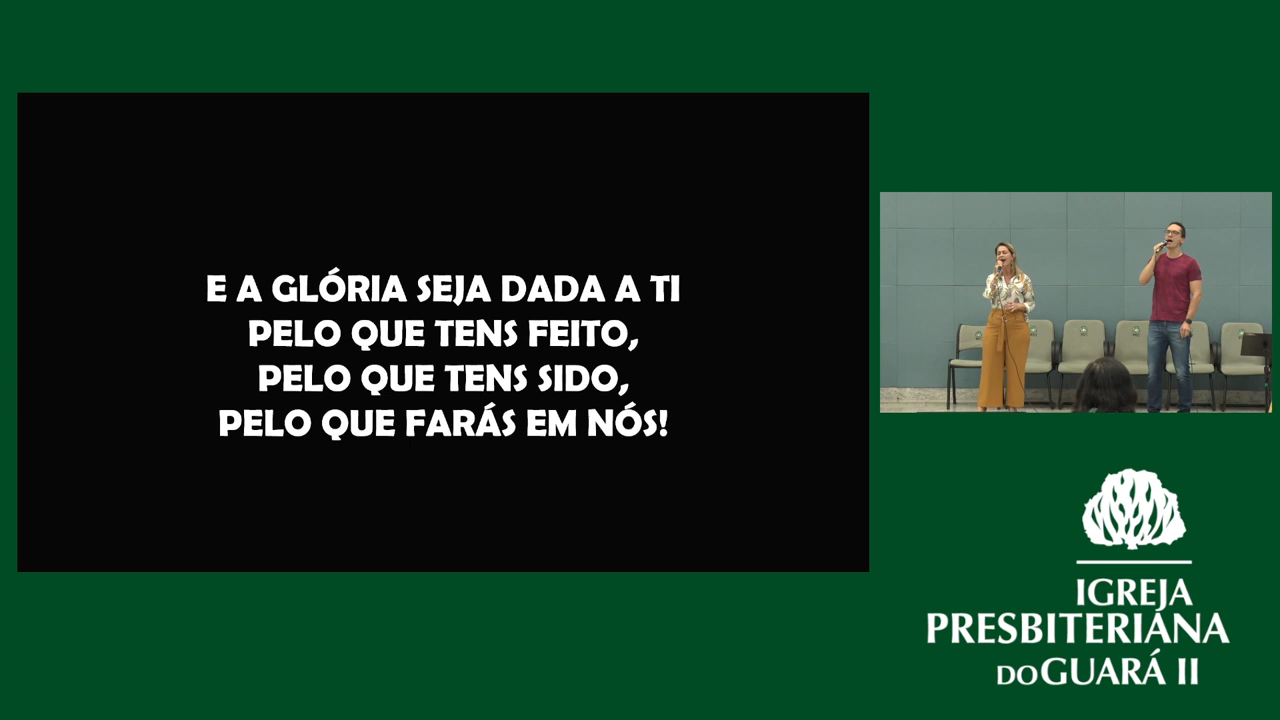 E A GLÓRIA SEJA DADA A TI
PELO QUE TENS FEITO,
PELO QUE TENS SIDO,
PELO QUE FARÁS EM NÓS!
IGREJA
PRESBITERIANA
DO GUARÁ II